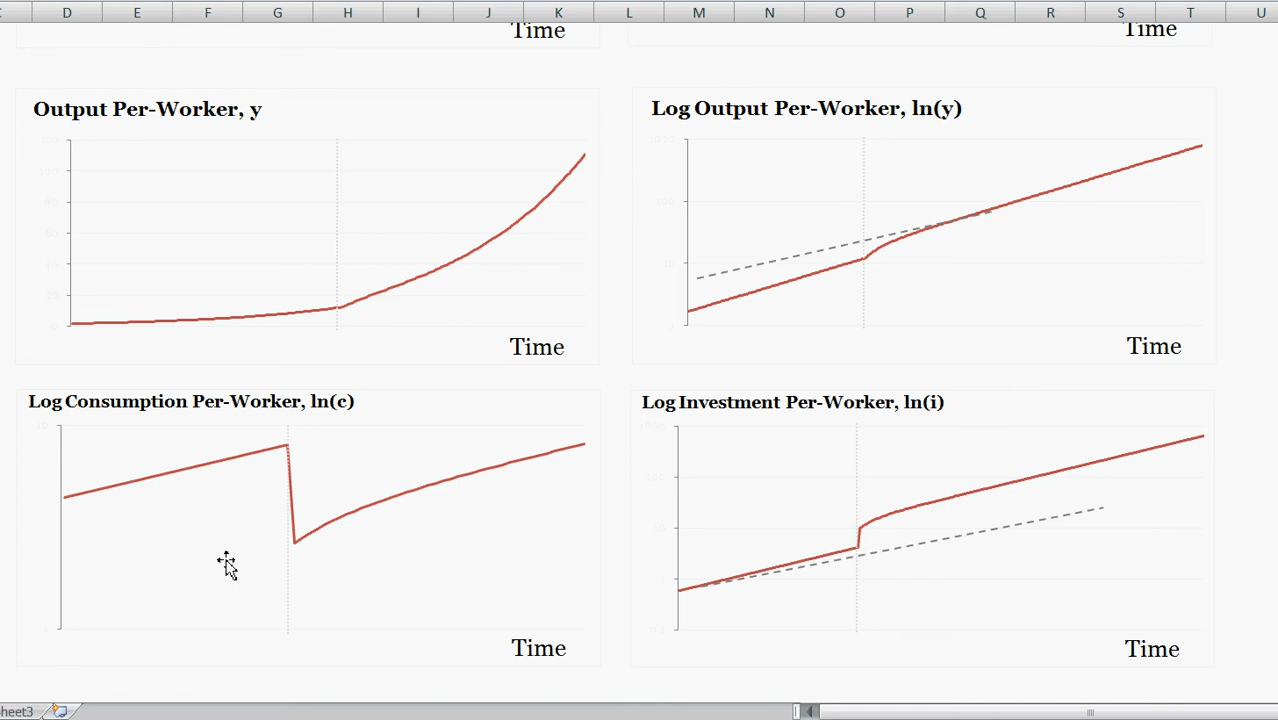 D E F G H I J K L M N O P Q R S T U
Time Time
Output Per-Worker, y
Log Output Per-Worker, ln(y)
Time
Time
Log Consumption Per-Worker, ln(c)
Log Investment Per-Worker, ln(i)
Time
Time
heet3